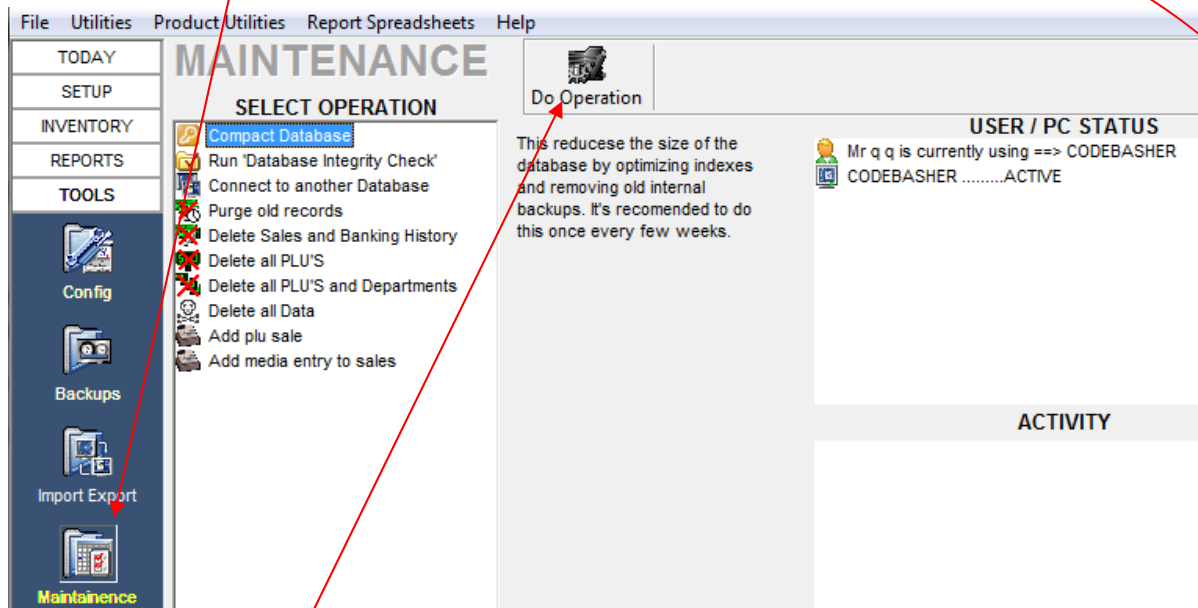 File Utilities Product Utilities Report Spreadsheets Help
TODAY
SETUP
INVENTORY
REPORTS
TOOLS
Config
Backups
Import Export
Maintainence
MAINTENANCE
SELECT OPERATION
Compact Database
Run 'Database Integrity Check'
Connect to another Database
Purge old records
Delete Sales and Banking History
Delete all PLU'S
Delete all PLU'S and Departments
Delete all Data
Add plu sale
Add media entry to sales
Do Operation
This reducese the size of the
database by optimizing indexes
and removing old internal
backups. It's recomended to do
this once every few weeks.
USER / PC STATUS
Mr q q is currently using ==> CODEBASHER
CODEBASHER .........ACTIVE
ACTIVITY